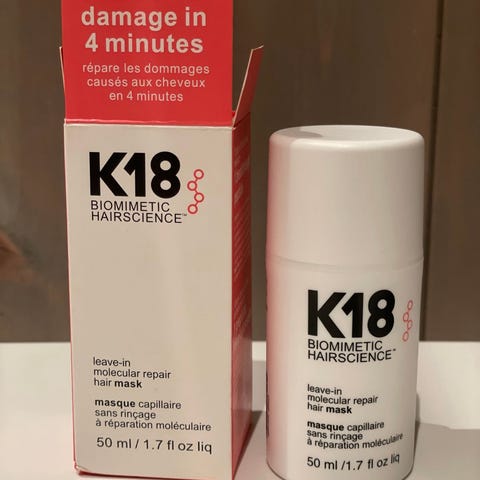 damage in
4 minutes
répare les dommages
causés aux cheveux
en 4 minutes
K18
BIOMIMETIC
HAIRSCIENCE™
leave-in
molecular repair
hair mask
masque capillaire
sans rinçage
à réparation moléculaire
50 ml / 1.7 fl oz liq
K18
BIOMIMETIC
HAIRSCIENCE™
leave-in
molecular repair
hair mask
masque capillaire
sans rinçage
à réparation moléculaire
50 ml / 1.7 fl oz liq